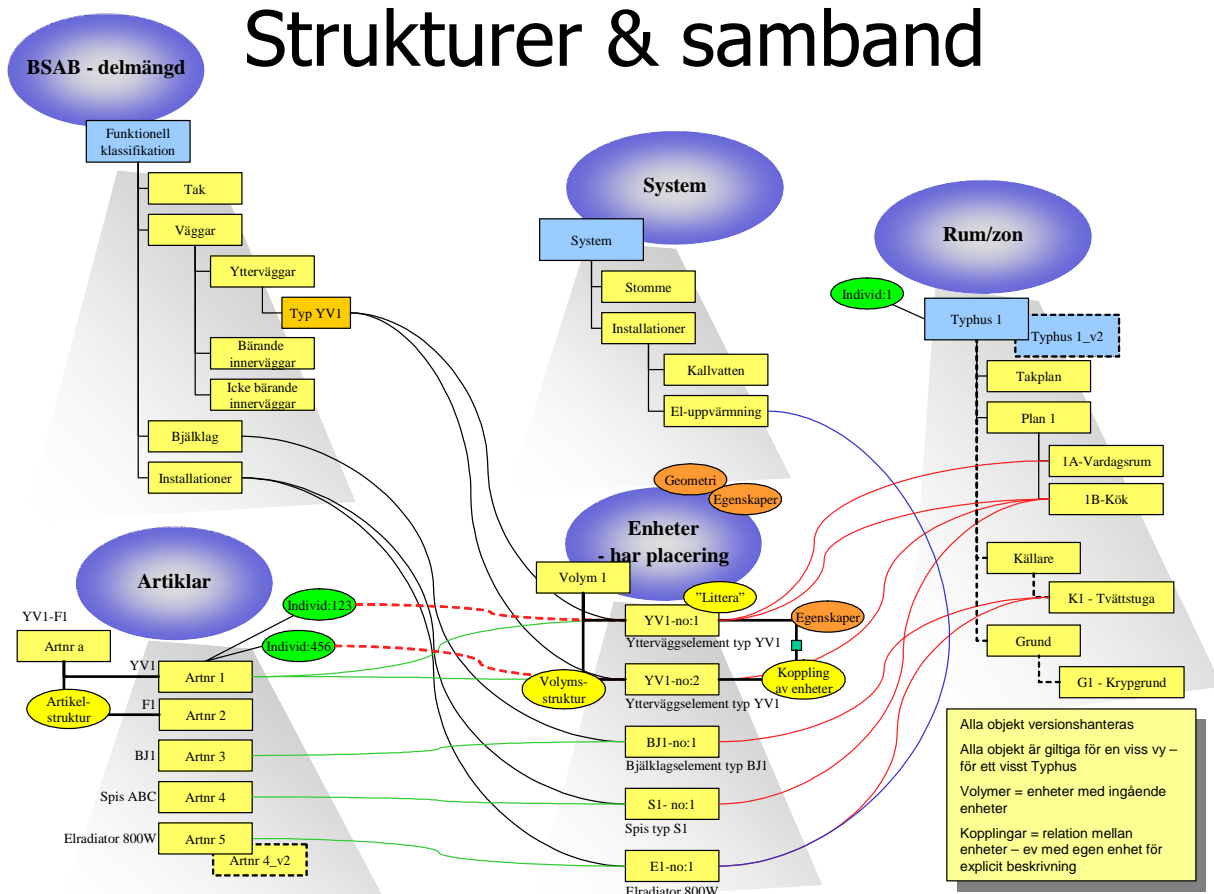 Strukturer & samband
BSAB - delmängd
Funktionell
klassifikation
Tak
Väggar
Ytterväggar
Typ YV1
Bärande
innerväggar
Icke bärande
innerväggar
Bjälklag
Installationer
System
System
Stomme
Installationer
Kallvatten
El-uppvärmning
Rum/zon
Individ:1
Typhus 1
Typhus 1_v2
Takplan
Plan 1
1A-Vardagsrum
1B-Kök
Källare
K1 - Tvättstuga
Grund
G1 - Krypgrund
Artiklar
YV1-F1
Artnr a
Artikel-
struktur
Individ:123
Individ:456
YV1
Artnr 1
F1
Artnr 2
BJ1
Artnr 3
Spis ABC
Artnr 4
Elradiator 800W
Artnr 5
Artnr 4_v2
Geometri
Egenskaper
Enheter
- har placering
Volym 1
"Littera"
YV1-no:1
Ytterväggselement typ YV1
Egenskaper
Volyms-
struktur
YV1-no:2
Ytterväggselement typ YV1
Koppling
av enheter
BJ1-no:1
Bjälklagselement typ BJ1
S1- no:1
Spis typ S1
E1-no:1
Elradiator 800W
Alla objekt versionshanteras
Alla objekt är giltiga för en viss vy –
för ett visst Typhus
Volymer = enheter med ingående
enheter
Kopplingar = relation mellan
enheter – ev med egen enhet för
explicit beskrivning